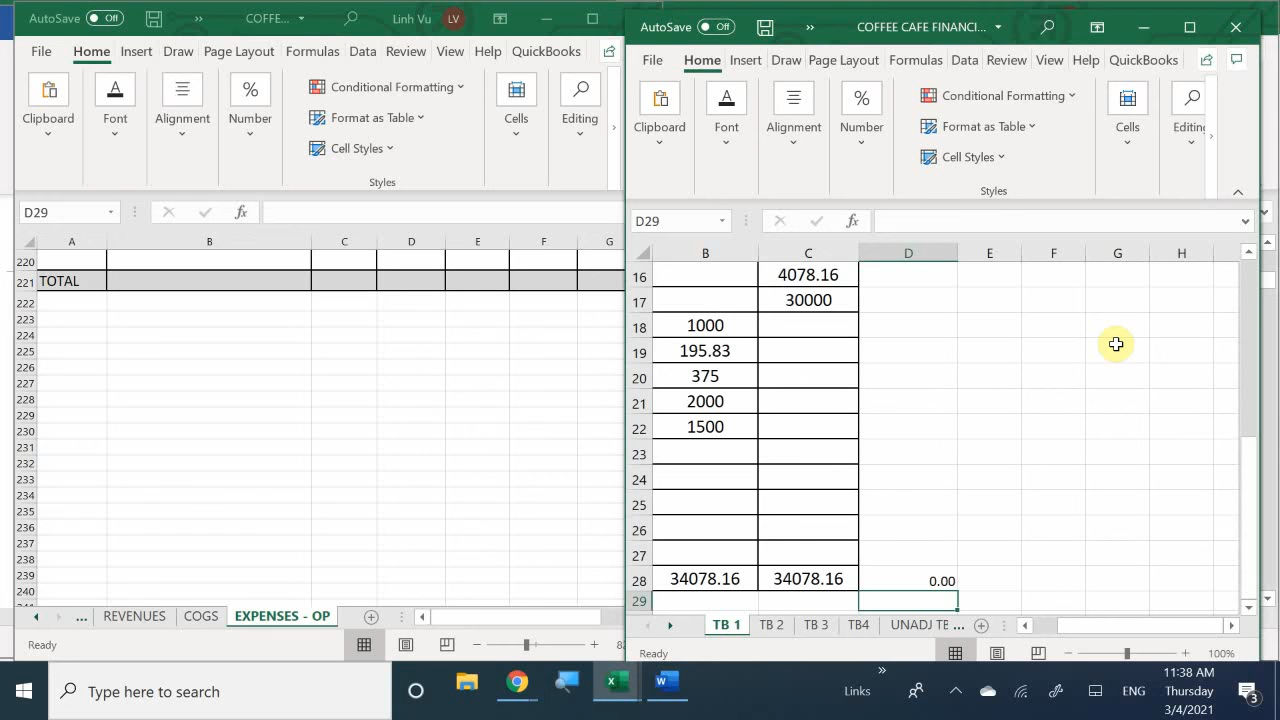 AutoSave Off COFFE... Linh Vu LV
File Home Insert Draw Page Layout Formulas Data Review View Help QuickBooks
Clipboard Font Alignment Number Conditional Formatting Format as Table Cell Styles Cells Editing
Styles
D29 fx
A B C D E F G
220
221 TOTAL
222
223
224
225
226
227
228
229
230
231
232
233
234
235
236
237
238
239
240
... REVENUES COGS EXPENSES - OP
Ready
AutoSave Off COFFEE CAFE FINANCI...
File Home Insert Draw Page Layout Formulas Data Review View Help QuickBooks
Clipboard Font Alignment Number Conditional Formatting Format as Table Cell Styles Cells Editing
Styles
D29 fx
B C D E F G H
16 4078.16
17 30000
18 1000
19 195.83
20 375
21 2000
22 1500
23
24
25
26
27
28 34078.16 34078.16 0.00
29
TB 1 TB 2 TB 3 TB4 UNADJ TE ...
Ready 100%
Type here to search
Links
ENG
11:38 AM
Thursday
3/4/2021
3